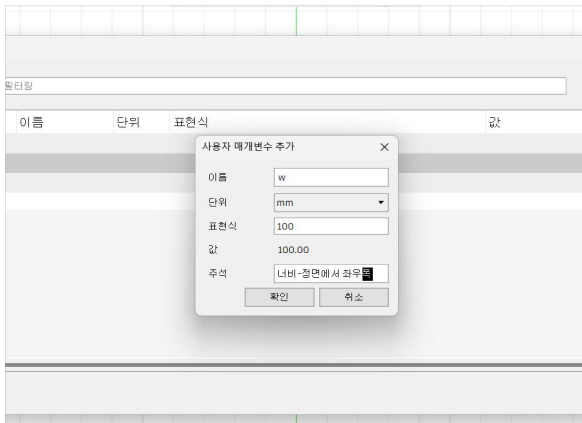 필터링
이름 단위 표현식 값
사용자 매개변수 추가
이름 w
단위 mm
표현식 100
값 100.00
주석 너비-정면에서 좌우폭
확인 취소